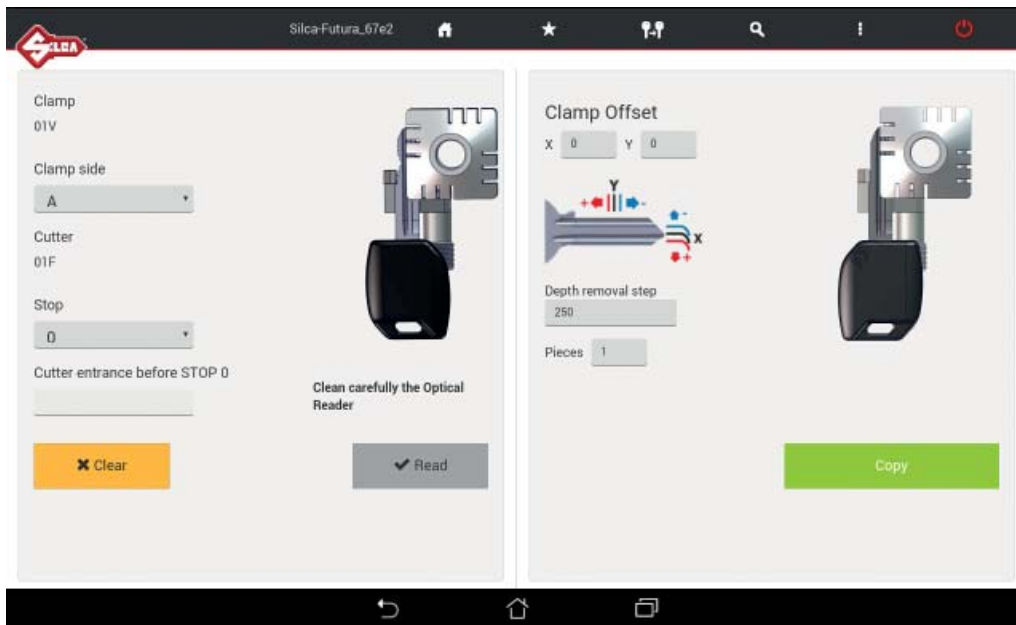 SILCA
Silca-Futura_67e2
Clamp
01V
Clamp side
A
Cutter
01F
Stop
0
Cutter entrance before STOP 0
Clean carefully the Optical
Reader
Clear
Read
Clamp Offset
X 0 Y 0
Y
+ -
-
X
+
Depth removal step
250
Pieces 1
Copy